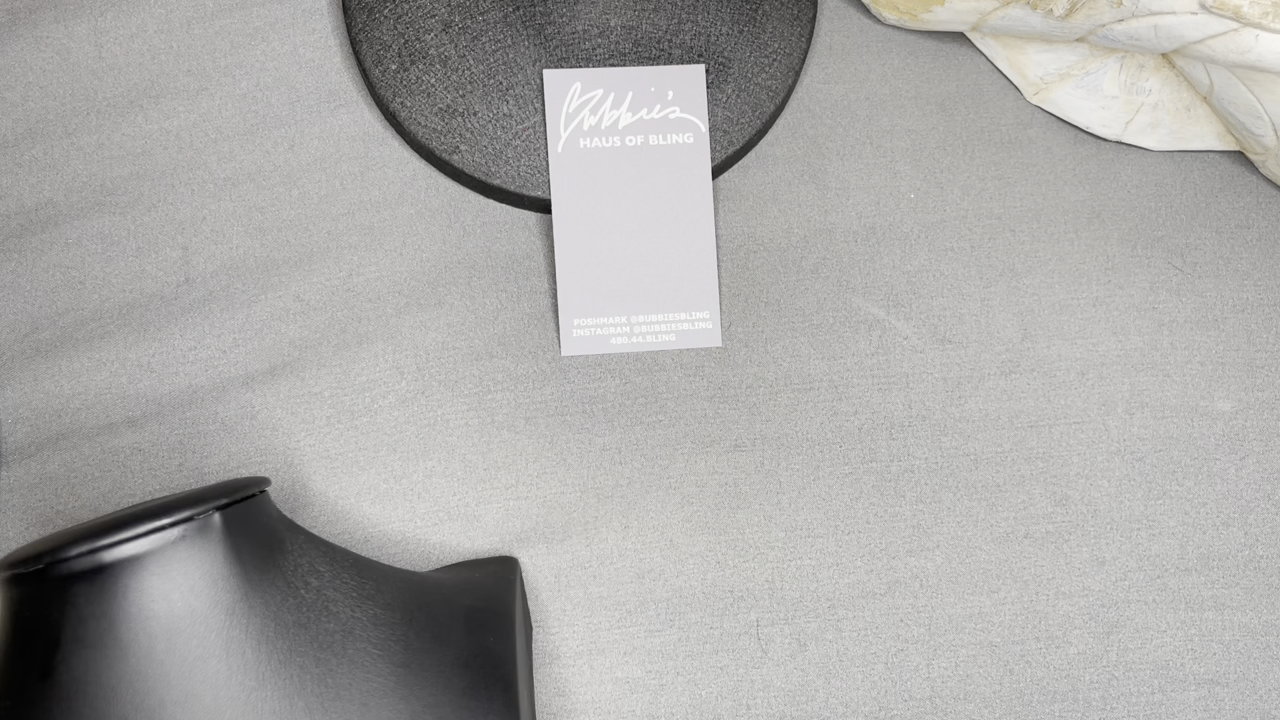 Bubbie's
HAUS OF BLING
POSHMARK @BUBBIESBLING
INSTAGRAM @BUBBIESBLING
480.44.BLING